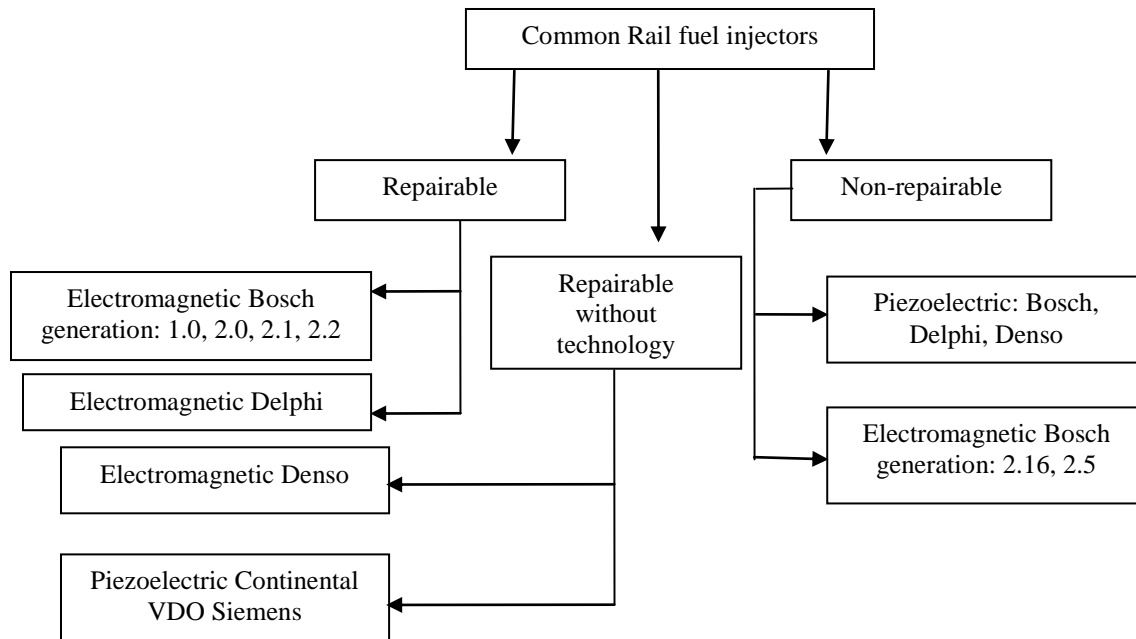 Common Rail fuel injectors
Repairable
Non-repairable
Repairable
without
technology
Electromagnetic Bosch
generation: 1.0, 2.0, 2.1, 2.2
Electromagnetic Delphi
Electromagnetic Denso
Piezoelectric Continental
VDO Siemens
Piezoelectric: Bosch,
Delphi, Denso
Electromagnetic Bosch
generation: 2.16, 2.5